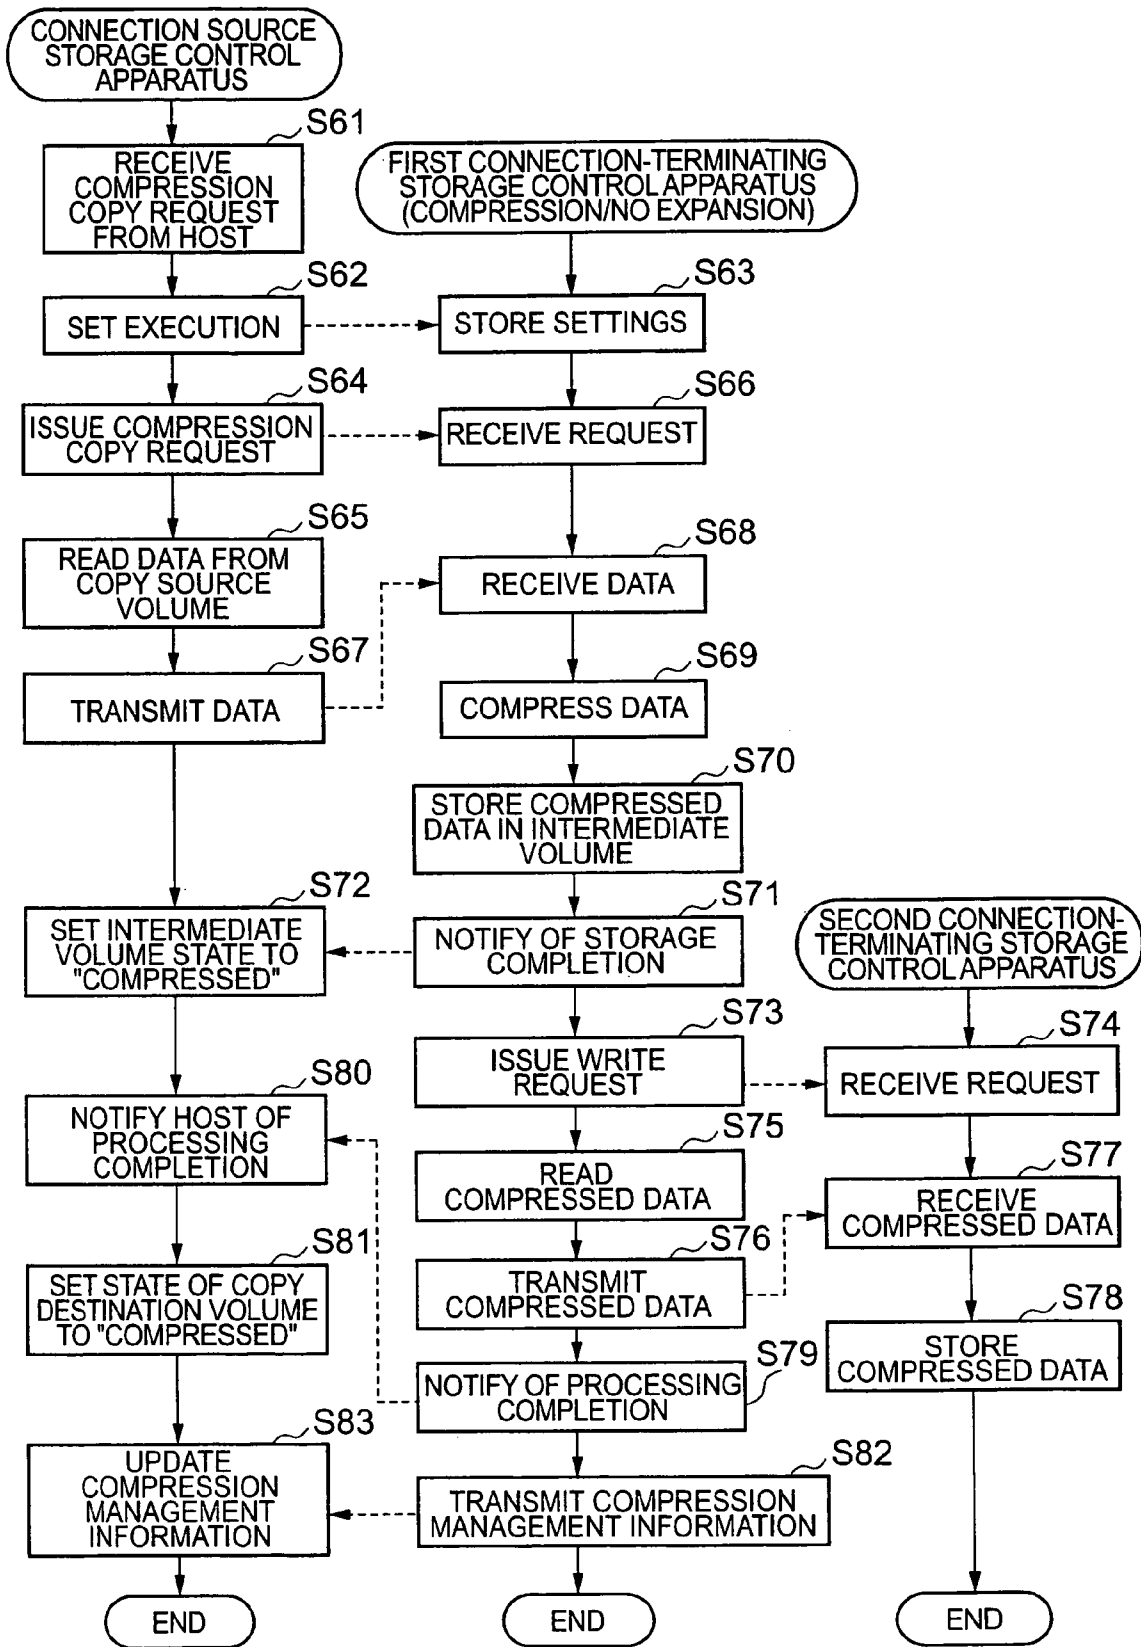 CONNECTION SOURCE
STORAGE CONTROL
APPARATUS
S61
RECEIVE
COMPRESSION
COPY REQUEST
FROM HOST
S62
SET EXECUTION
S64
ISSUE COMPRESSION
COPY REQUEST
S65
READ DATA FROM
COPY SOURCE
VOLUME
S67
TRANSMIT DATA
S72
SET INTERMEDIATE
VOLUME STATE TO
"COMPRESSED"
S80
NOTIFY HOST OF
PROCESSING
COMPLETION
S81
SET STATE OF COPY
DESTINATION VOLUME
TO "COMPRESSED"
S83
UPDATE
COMPRESSION
MANAGEMENT
INFORMATION
END
FIRST CONNECTION-TERMINATING
STORAGE CONTROL APPARATUS
(COMPRESSION/NO EXPANSION)
S63
STORE SETTINGS
S66
RECEIVE REQUEST
S68
RECEIVE DATA
S69
COMPRESS DATA
S70
STORE COMPRESSED
DATA IN INTERMEDIATE
VOLUME
S71
NOTIFY OF STORAGE
COMPLETION
S73
ISSUE WRITE
REQUEST
S75
READ
COMPRESSED DATA
S76
TRANSMIT
COMPRESSED DATA
S79
NOTIFY OF PROCESSING
COMPLETION
S82
TRANSMIT COMPRESSION
MANAGEMENT INFORMATION
END
SECOND CONNECTION-
TERMINATING STORAGE
CONTROL APPARATUS
S74
RECEIVE REQUEST
S77
RECEIVE
COMPRESSED DATA
S78
STORE
COMPRESSED DATA
END